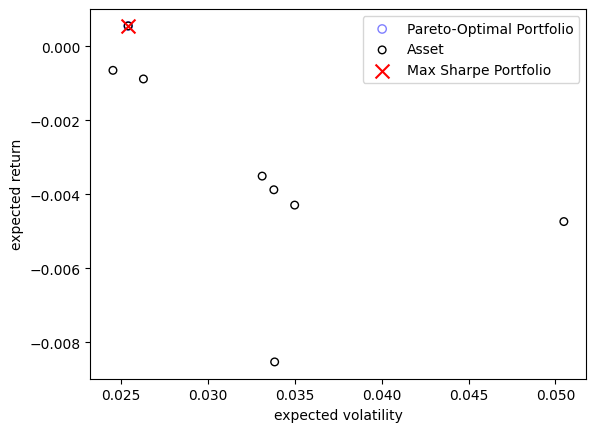 Pareto-Optimal Portfolio
Asset
Max Sharpe Portfolio
expected return
0.000
−0.002
−0.004
−0.006
−0.008
0.025 0.030 0.035 0.040 0.045 0.050
expected volatility